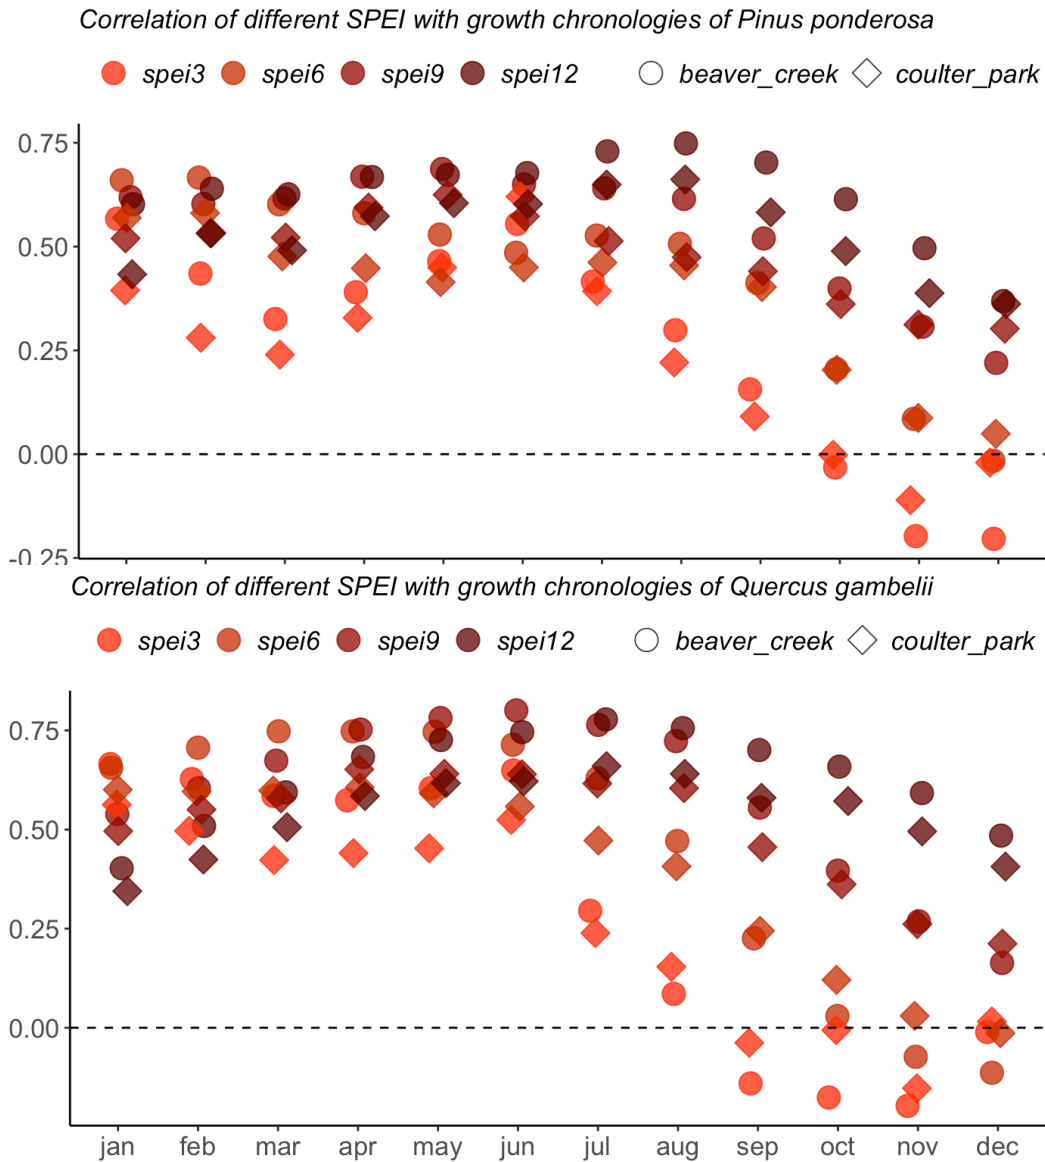 Correlation of different SPEI with growth chronologies of Pinus ponderosa
spei3 spei6 spei9 spei12 beaver_creek coulter_park
0.75
0.50
0.25
0.00
-0.25
Correlation of different SPEI with growth chronologies of Quercus gambelii
spei3 spei6 spei9 spei12 beaver_creek coulter_park
0.75
0.50
0.25
0.00
jan feb mar apr may jun jul aug sep oct nov dec